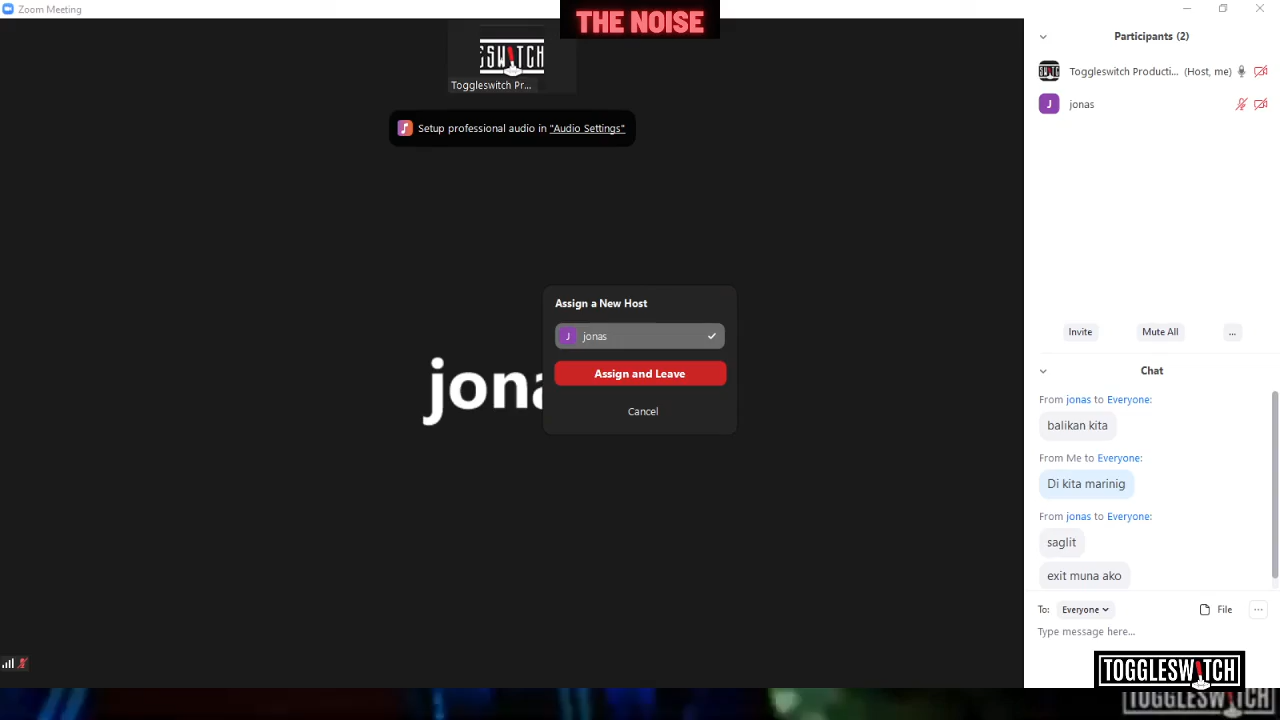 Zoom Meeting
THE NOISE
Toggleswitch Pr...
Setup professional audio in "Audio Settings"
jona
Assign a New Host
J jonas
Assign and Leave
Cancel
Participants (2)
Toggleswitch Producti... (Host, me)
J jonas
Invite
Mute All
...
Chat
From jonas to Everyone:
balikan kita
From Me to Everyone:
Di kita marinig
From jonas to Everyone:
saglit
exit muna ako
To: Everyone
File
...
Type message here...
TOGGLESWITCH
TOGGLESWITCH